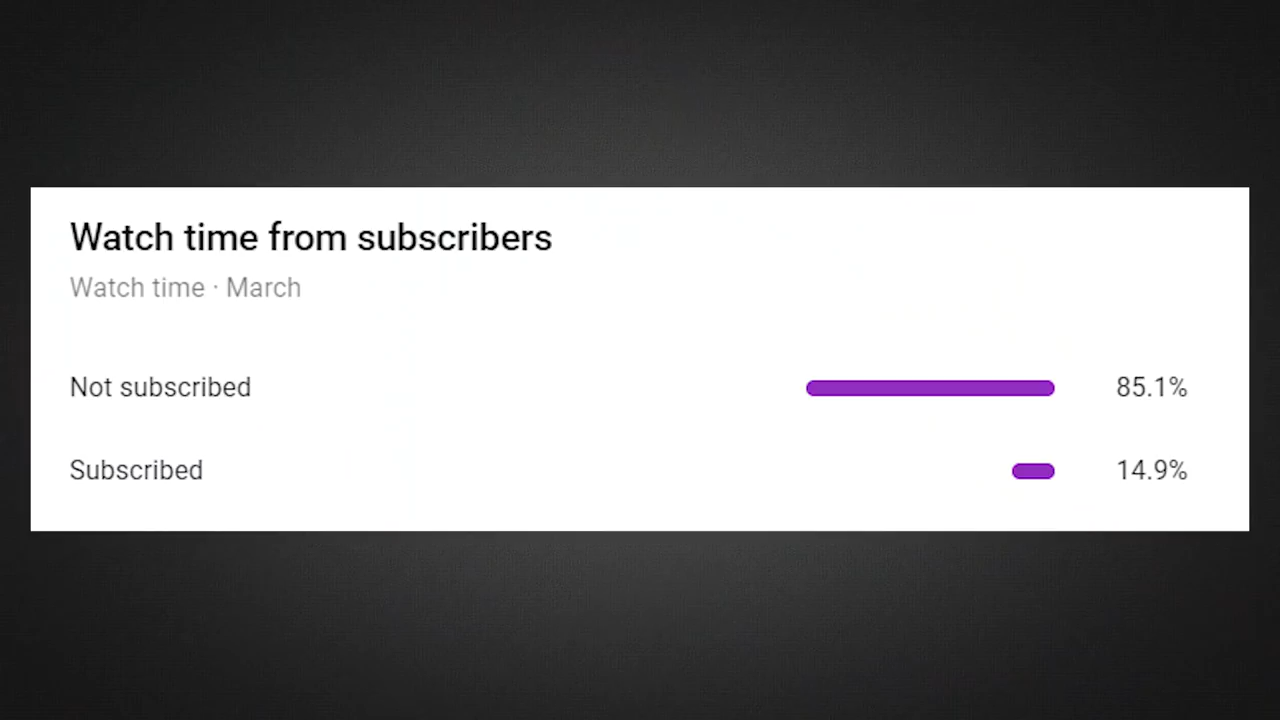 Watch time from subscribers
Watch time · March
Not subscribed 85.1%
Subscribed 14.9%